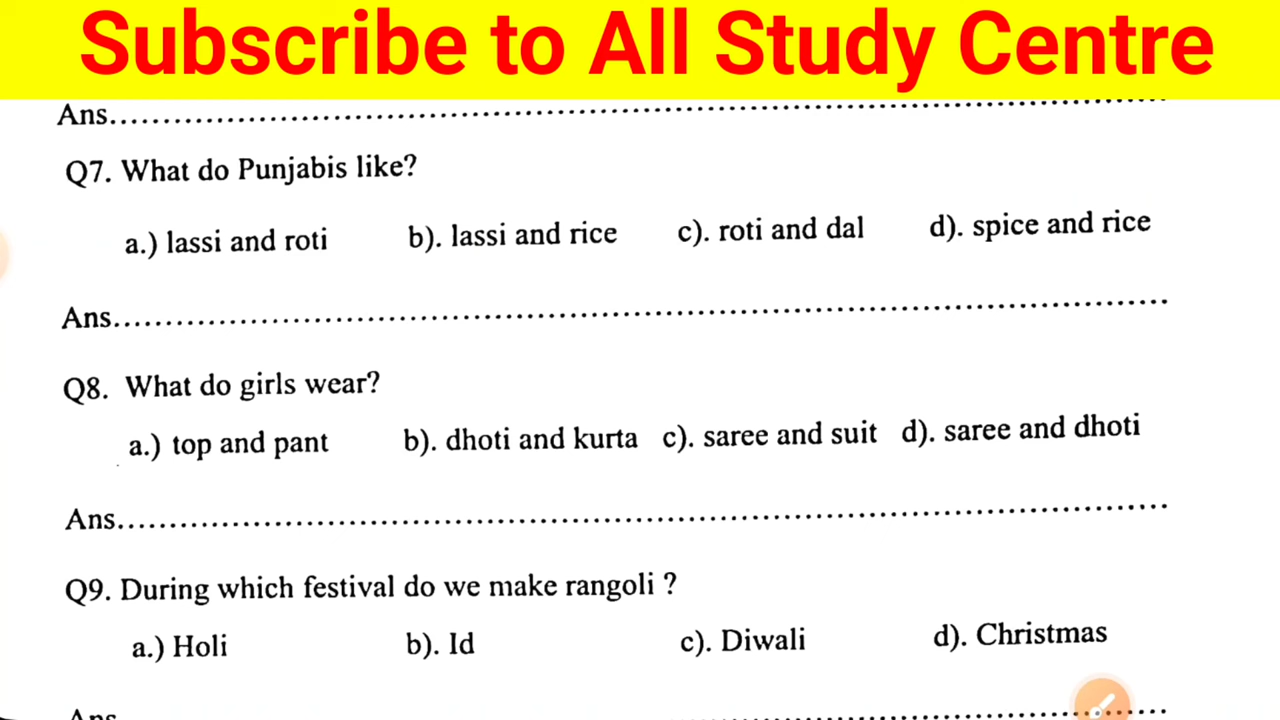 Subscribe to All Study Centre
Ans...............................................................................................
Q7. What do Punjabis like?
a.) lassi and roti b). lassi and rice c). roti and dal d). spice and rice
Ans...............................................................................................
Q8. What do girls wear?
a.) top and pant b). dhoti and kurta c). saree and suit d). saree and dhoti
Ans...............................................................................................
Q9. During which festival do we make rangoli ?
a.) Holi b). Id c). Diwali d). Christmas
Ans...............................................................................................